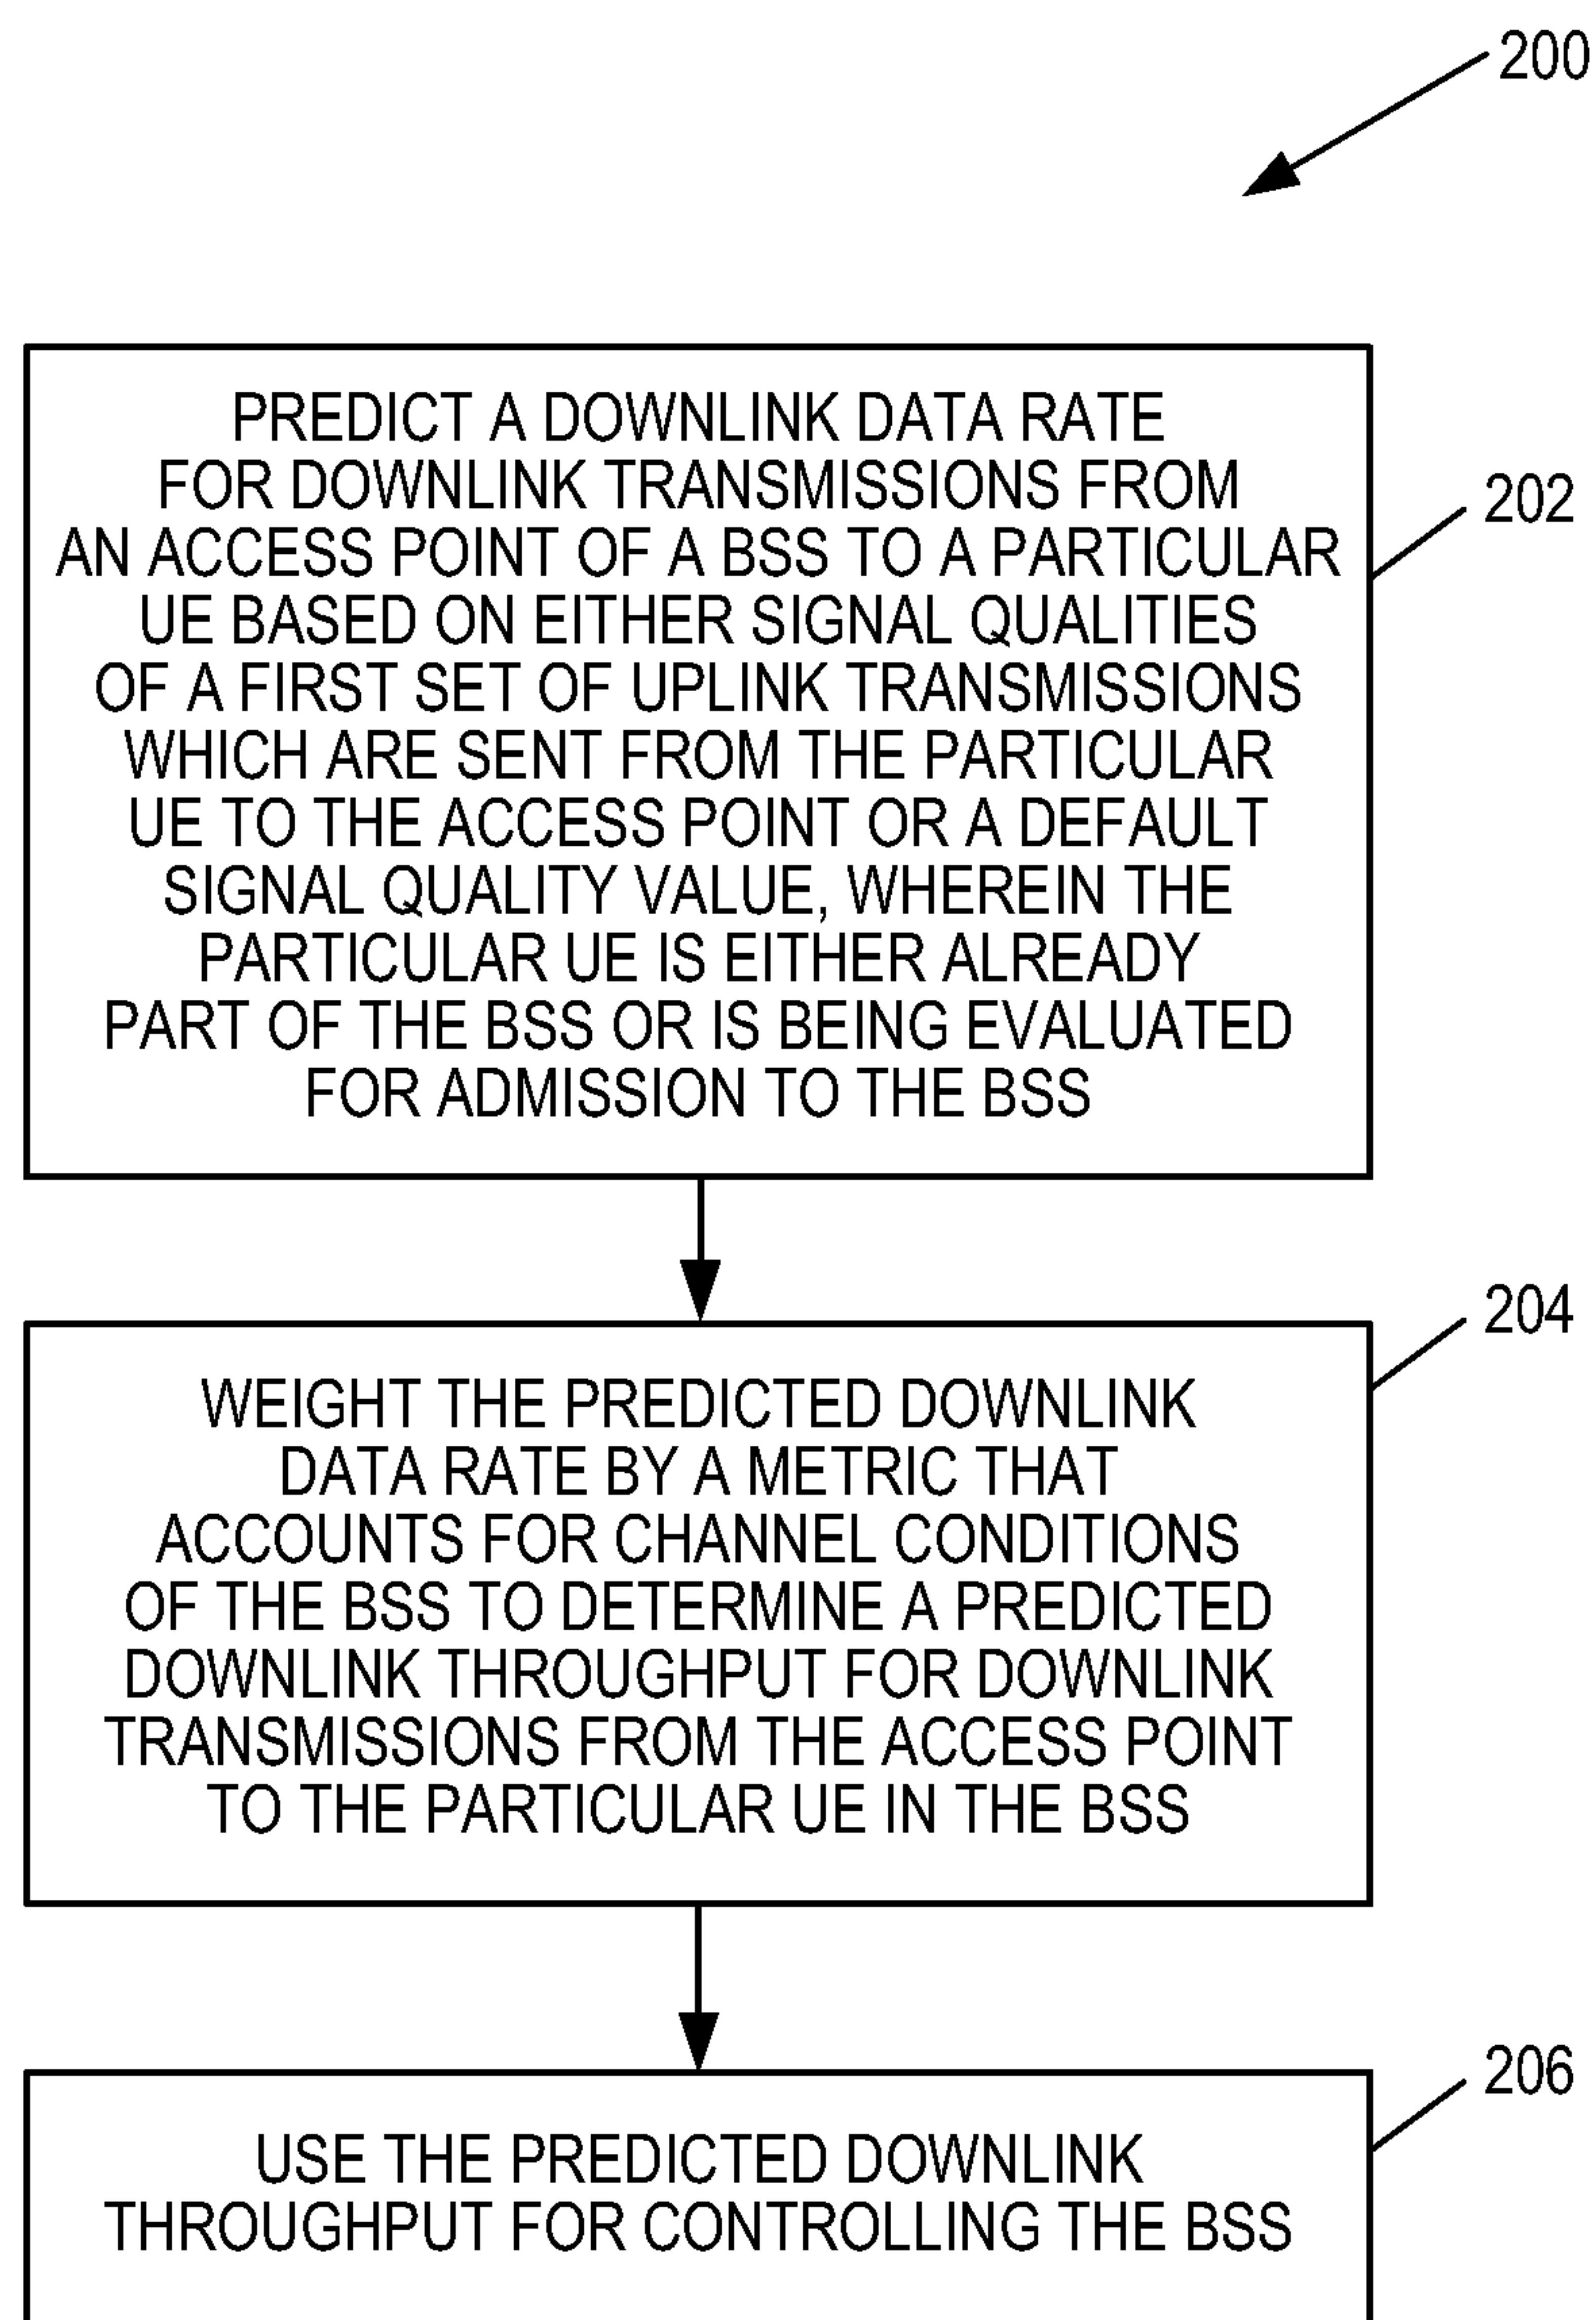 200
PREDICT A DOWNLINK DATA RATE
FOR DOWNLINK TRANSMISSIONS FROM
AN ACCESS POINT OF A BSS TO A PARTICULAR
UE BASED ON EITHER SIGNAL QUALITIES
OF A FIRST SET OF UPLINK TRANSMISSIONS
WHICH ARE SENT FROM THE PARTICULAR
UE TO THE ACCESS POINT OR A DEFAULT
SIGNAL QUALITY VALUE, WHEREIN THE
PARTICULAR UE IS EITHER ALREADY
PART OF THE BSS OR IS BEING EVALUATED
FOR ADMISSION TO THE BSS
202
WEIGHT THE PREDICTED DOWNLINK
DATA RATE BY A METRIC THAT
ACCOUNTS FOR CHANNEL CONDITIONS
OF THE BSS TO DETERMINE A PREDICTED
DOWNLINK THROUGHPUT FOR DOWNLINK
TRANSMISSIONS FROM THE ACCESS POINT
TO THE PARTICULAR UE IN THE BSS
204
USE THE PREDICTED DOWNLINK
THROUGHPUT FOR CONTROLLING THE BSS
206